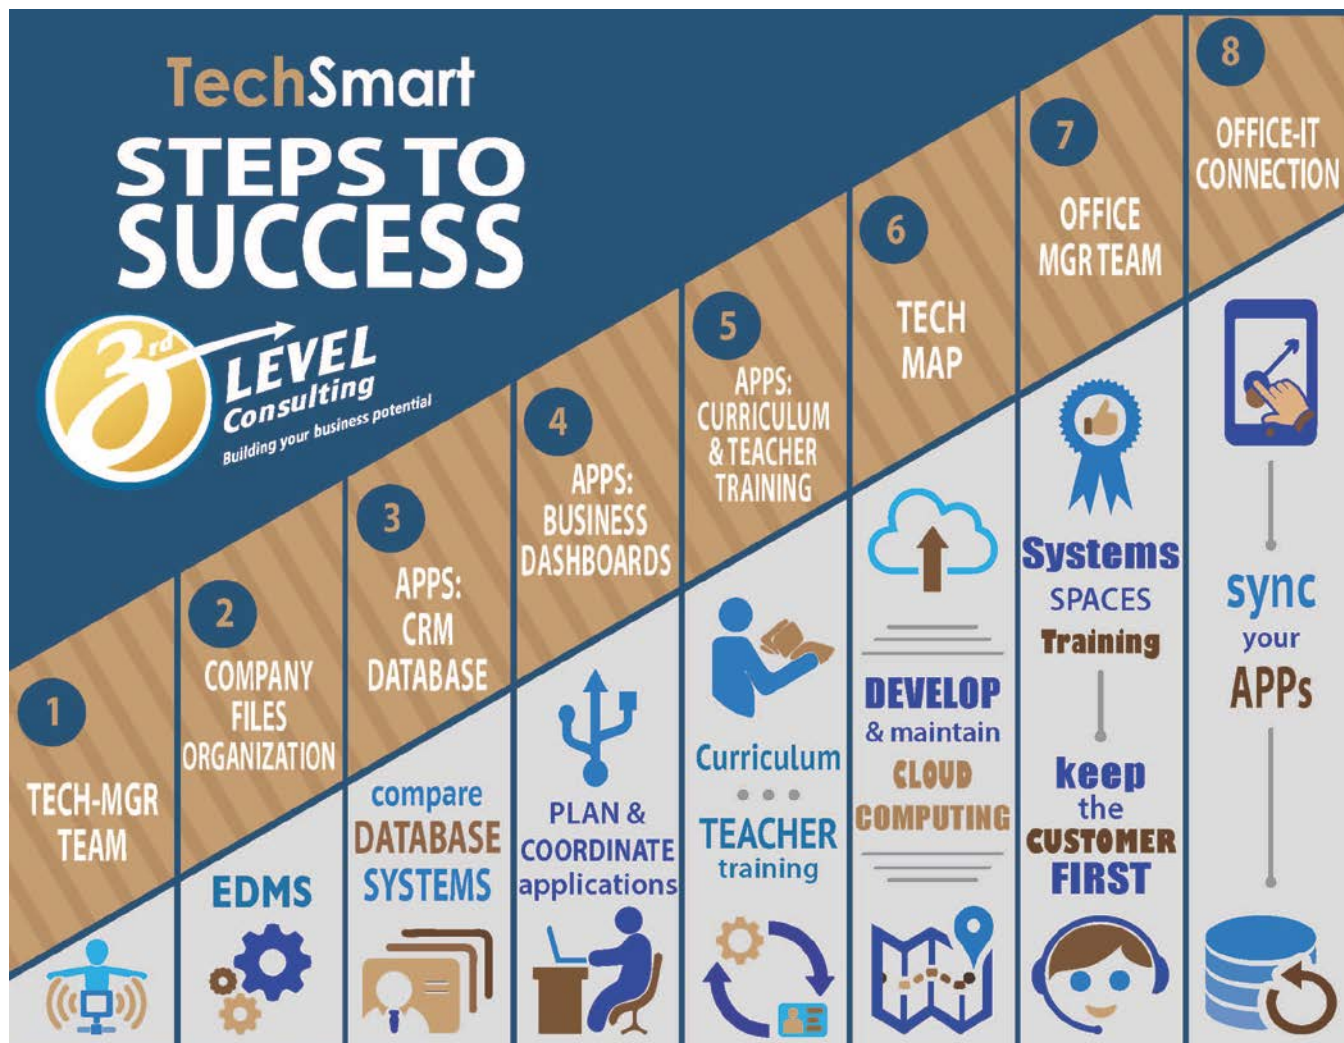 TechSmart
STEPS TO
SUCCESS
3rd
LEVEL
Consulting
Building your business potential
1
TECH-MGR
TEAM
2
COMPANY
FILES
ORGANIZATION
EDMS
3
APPS:
CRM
DATABASE
compare
DATABASE
SYSTEMS
4
APPS:
BUSINESS
DASHBOARDS
PLAN &
COORDINATE
applications
5
APPS:
CURRICULUM
& TEACHER
TRAINING
Curriculum
TEACHER
training
6
TECH
MAP
DEVELOP
& maintain
CLOUD
COMPUTING
7
OFFICE
MGR TEAM
Systems
SPACES
Training
keep
the
CUSTOMER
FIRST
8
OFFICE-IT
CONNECTION
sync
your
APPs